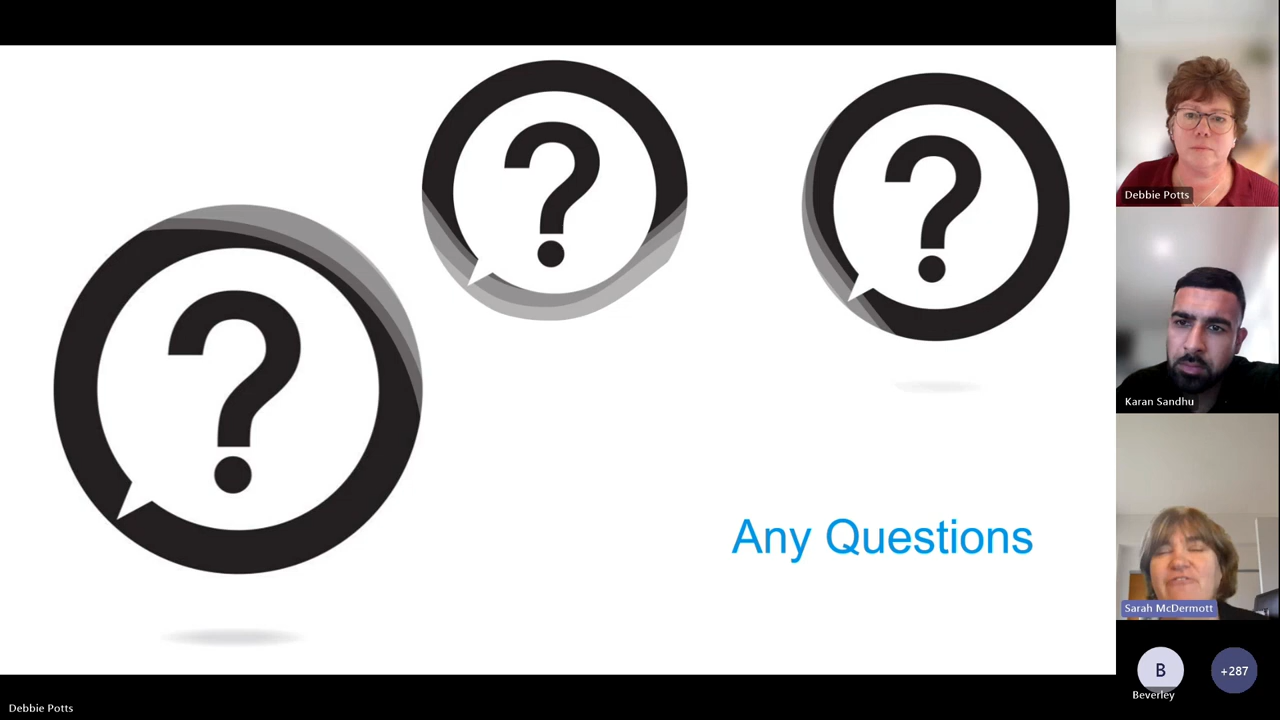 ?
?
?
Any Questions
Debbie Potts
Debbie Potts
Karan Sandhu
Sarah McDermott
B
Beverley
+287